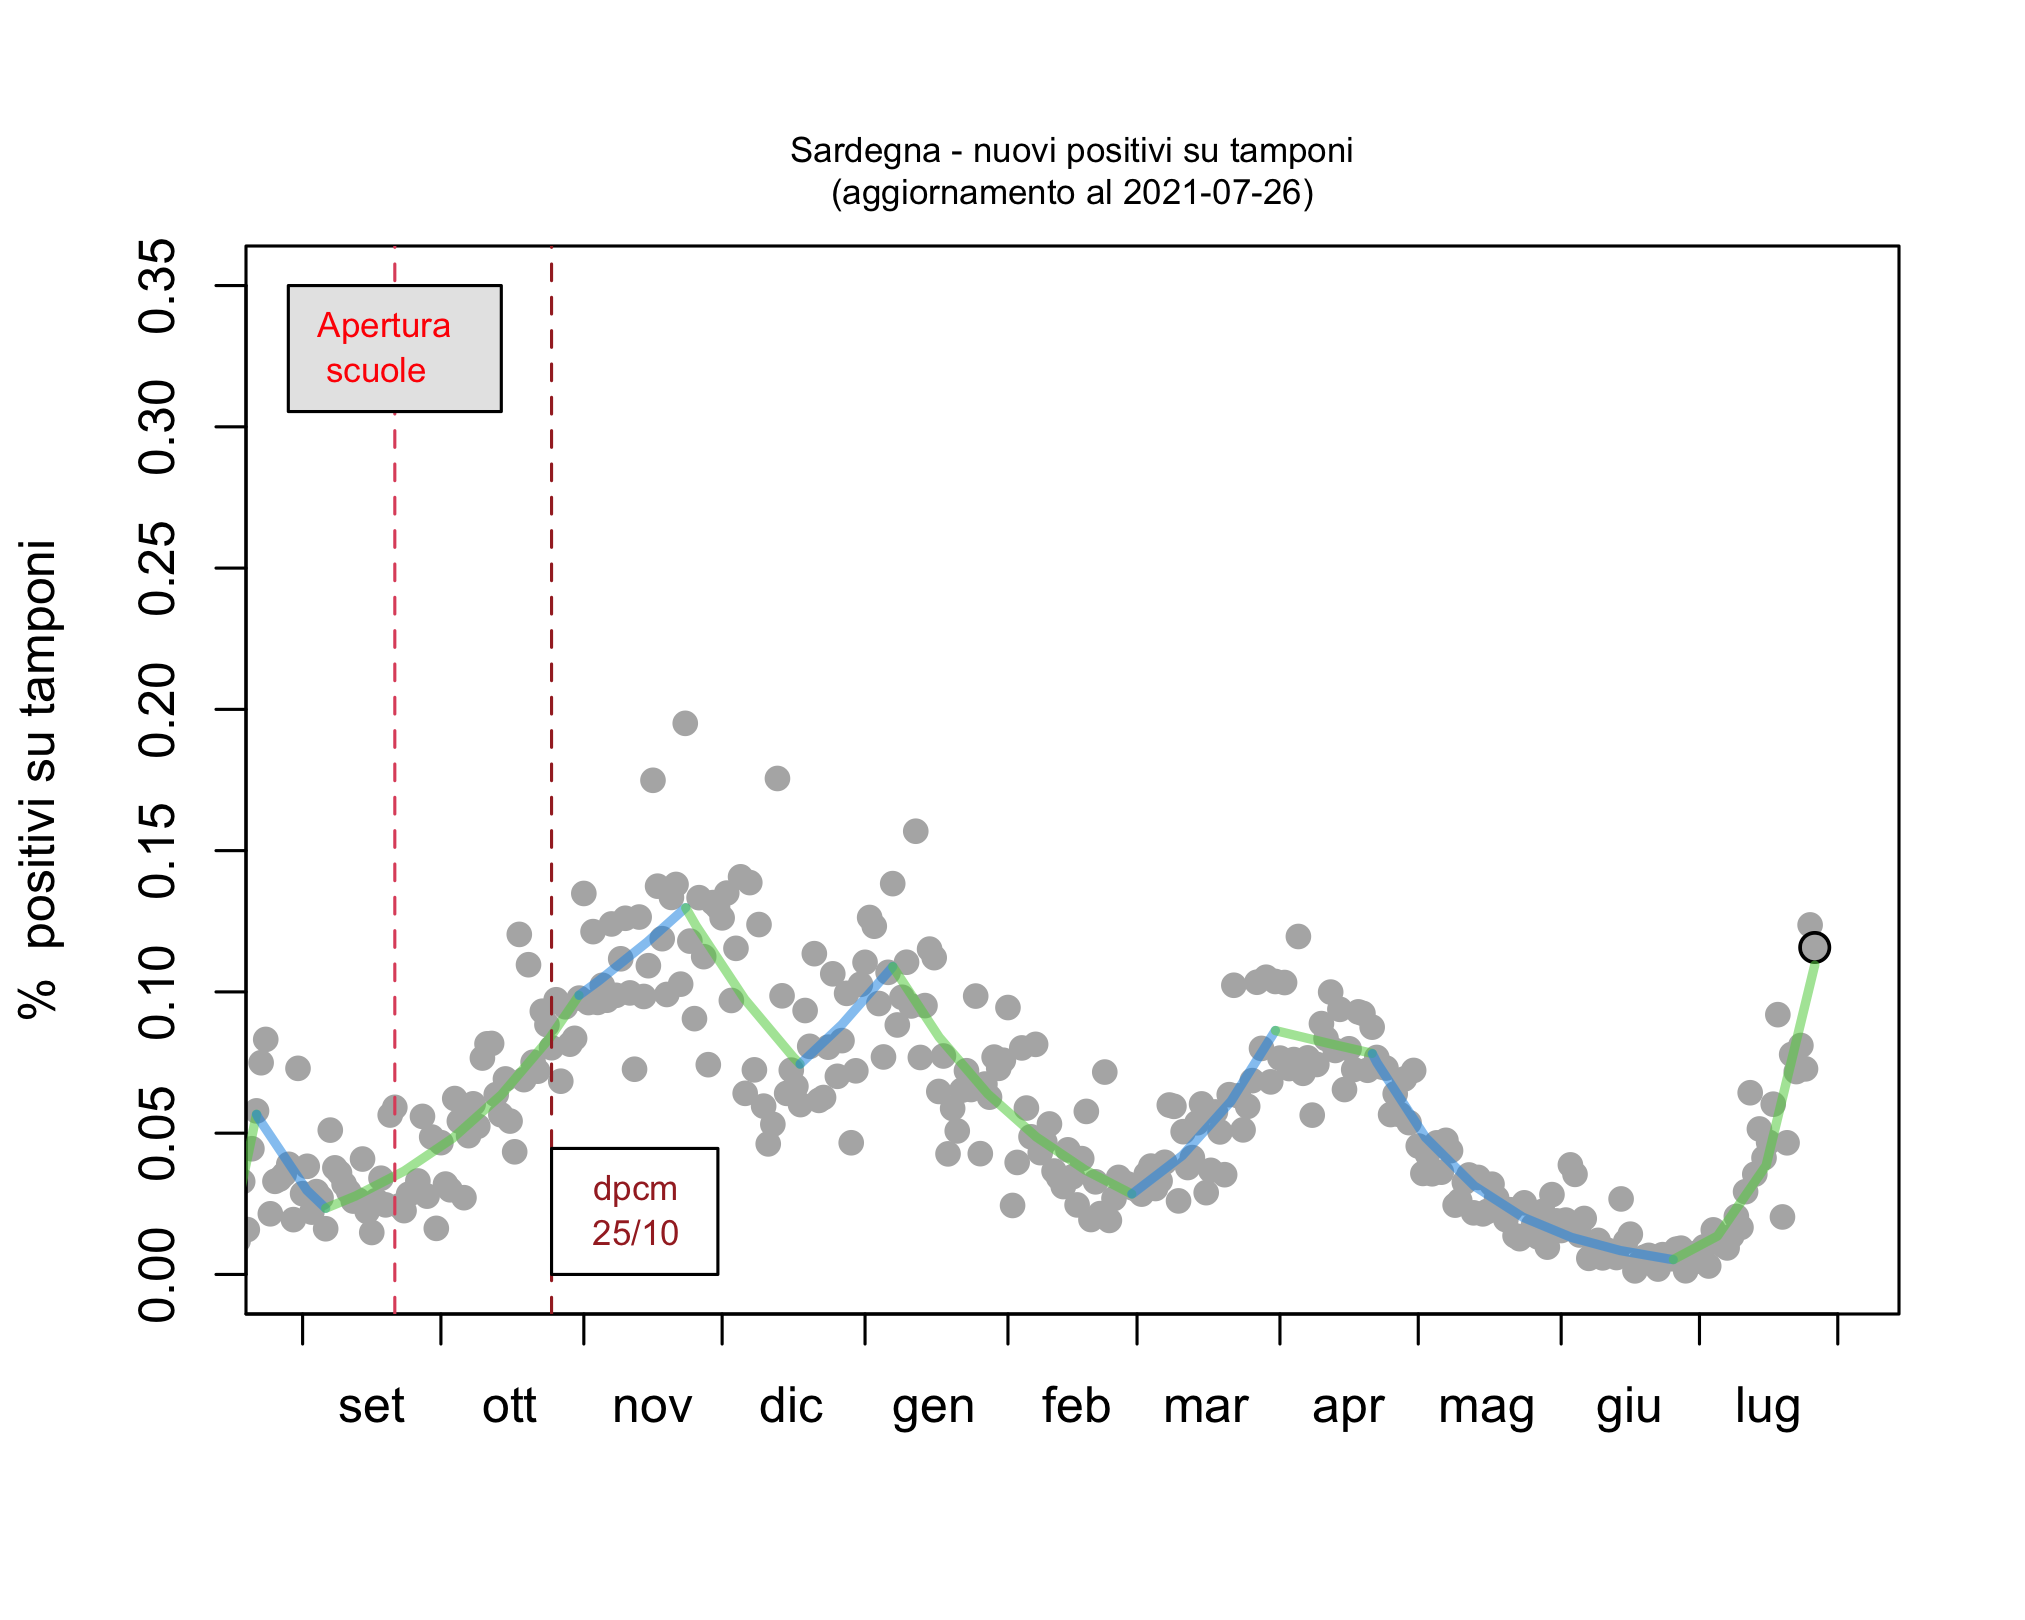 Sardegna - nuovi positivi su tamponi
(aggiornamento al 2021-07-26)
% positivi su tamponi
0.35
0.30
0.25
0.20
0.15
0.10
0.05
0.00
Apertura
scuole
dpcm
25/10
set ott nov dic gen feb mar apr mag giu lug